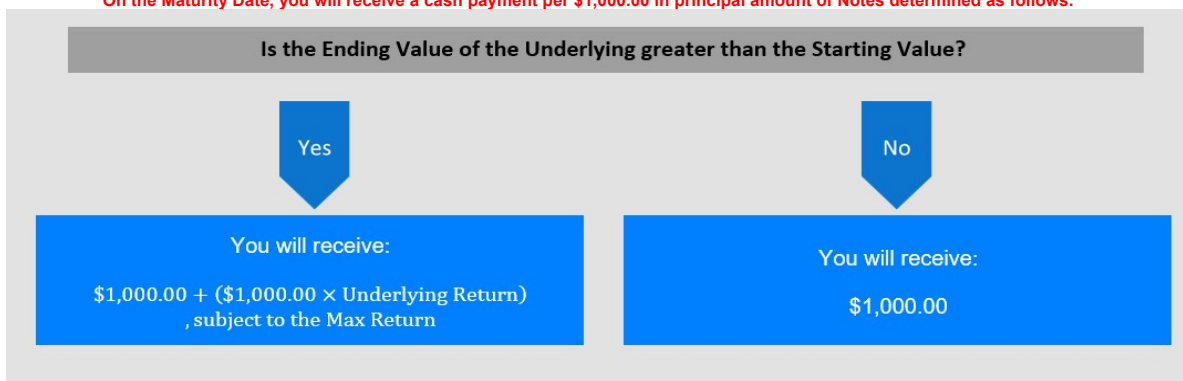 On the Maturity Date, you will receive a cash payment per $1,000.00 in principal amount of Notes determined as follows:
Is the Ending Value of the Underlying greater than the Starting Value?
Yes
No
You will receive:
$1,000.00 + ($1,000.00 × Underlying Return)
, subject to the Max Return
You will receive:
$1,000.00